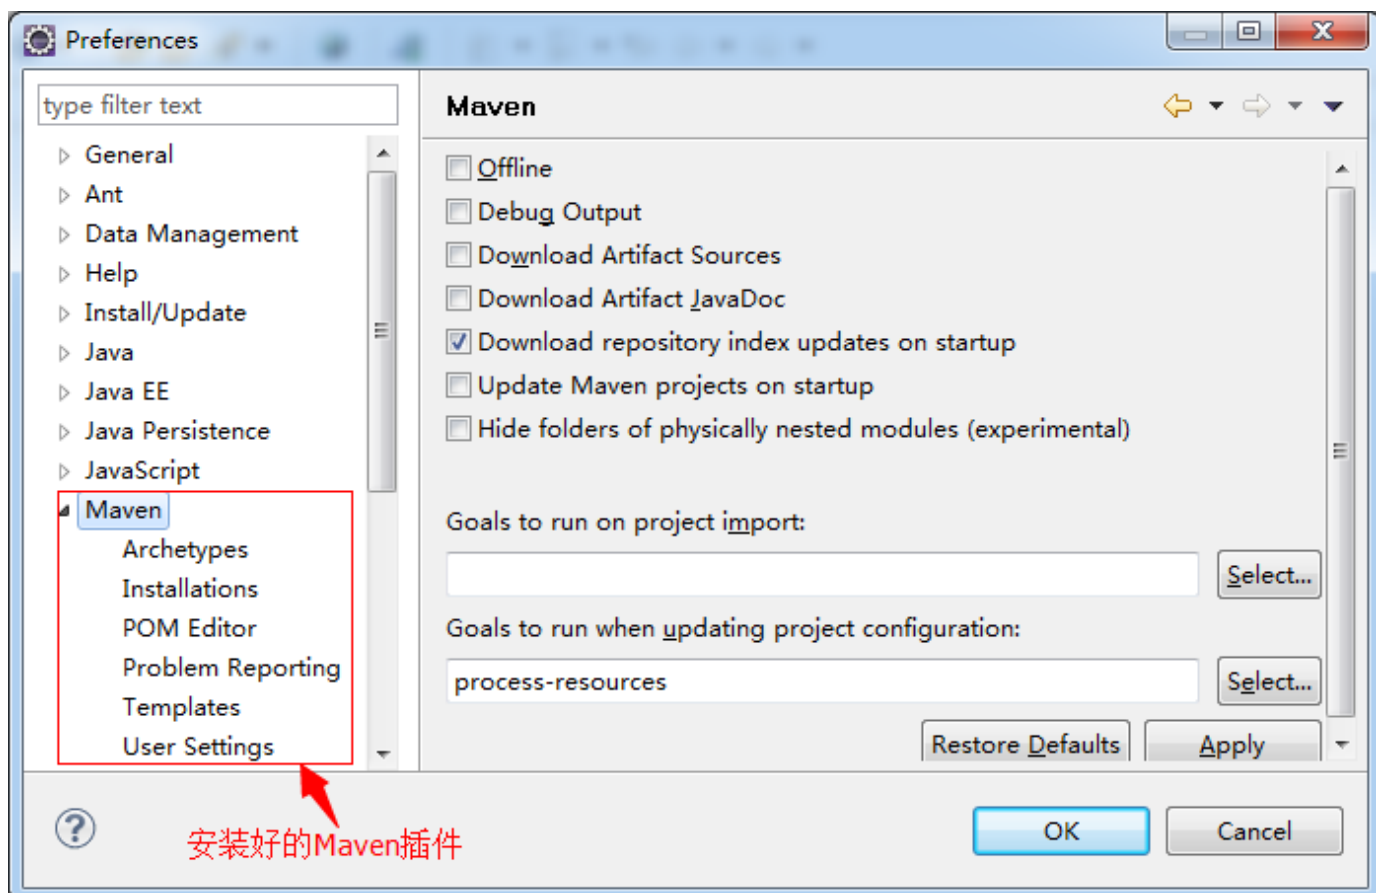 Preferences
type filter text
General
Ant
Data Management
Help
Install/Update
Java
Java EE
Java Persistence
JavaScript
Maven
Archetypes
Installations
POM Editor
Problem Reporting
Templates
User Settings
Maven
Offline
Debug Output
Download Artifact Sources
Download Artifact JavaDoc
Download repository index updates on startup
Update Maven projects on startup
Hide folders of physically nested modules (experimental)
Goals to run on project import:
Select...
Goals to run when updating project configuration:
process-resources
Select...
Restore Defaults
Apply
安装好的Maven插件
OK
Cancel